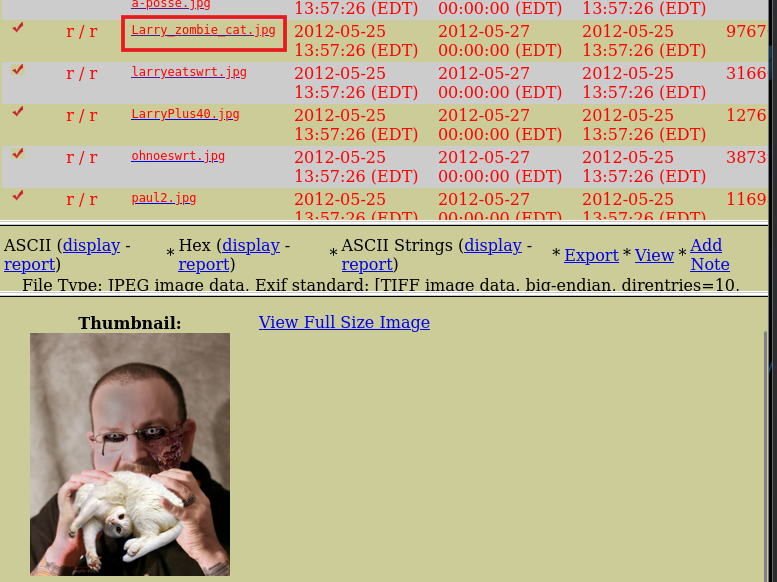 a-posse.jpg 13:57:26 (EDT) 00:00:00 (EDT) 13:57:26 (EDT)
r / r Larry_zombie_cat.jpg 2012-05-25 2012-05-27 2012-05-25 9767
13:57:26 (EDT) 00:00:00 (EDT) 13:57:26 (EDT)
r / r larryeatswrt.jpg 2012-05-25 2012-05-27 2012-05-25 3166
13:57:26 (EDT) 00:00:00 (EDT) 13:57:26 (EDT)
r / r LarryPlus40.jpg 2012-05-25 2012-05-27 2012-05-25 1276
13:57:26 (EDT) 00:00:00 (EDT) 13:57:26 (EDT)
r / r ohnoeswrt.jpg 2012-05-25 2012-05-27 2012-05-25 3873
13:57:26 (EDT) 00:00:00 (EDT) 13:57:26 (EDT)
r / r paul2.jpg 2012-05-25 2012-05-27 2012-05-25 1169
13:57:26 (EDT) 00:00:00 (EDT) 13:57:26 (EDT)
ASCII (display - * Hex (display - * ASCII Strings (display - * Export * View * Add
report) report) report) Note
File Type: JPEG image data, Exif standard: [TIFF image data, big-endian, direntries=10,
Thumbnail: View Full Size Image